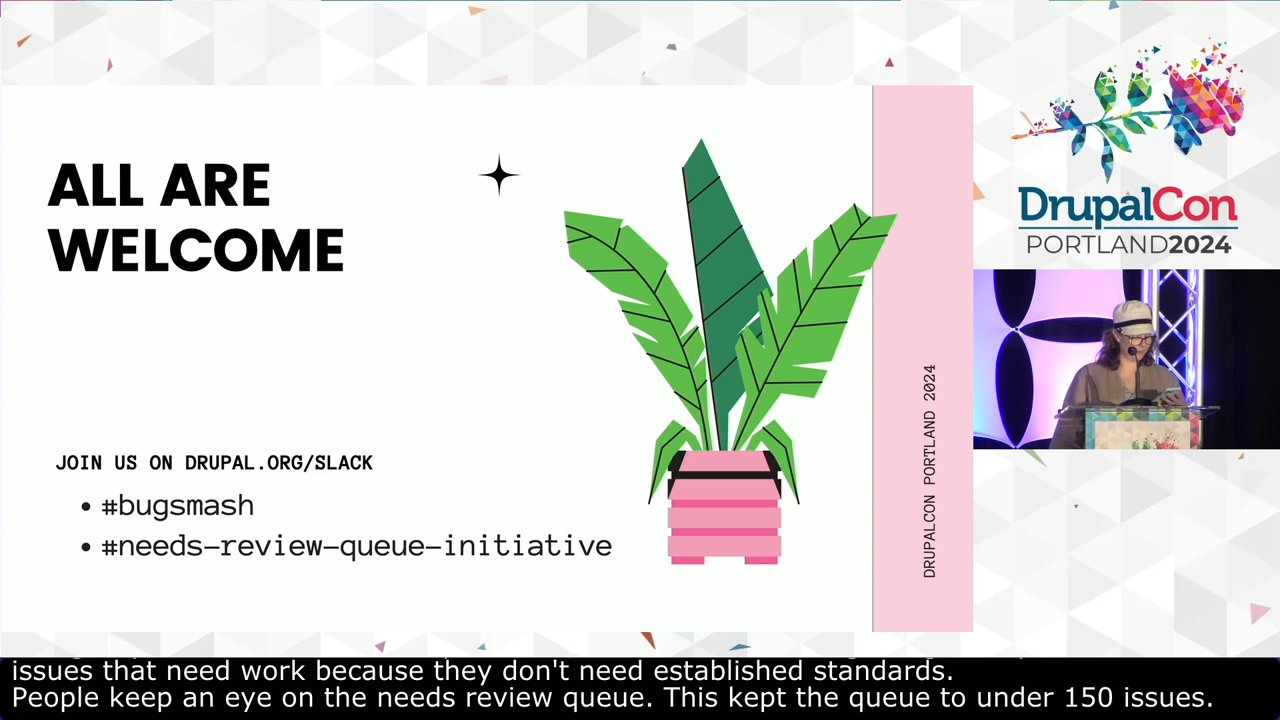 ALL ARE
WELCOME
JOIN US ON DRUPAL.ORG/SLACK
• #bugsmash
• #needs-review-queue-initiative
DRUPALCON PORTLAND 2024
DrupalCon
PORTLAND2024
issues that need work because they don't need established standards.
People keep an eye on the needs review queue. This kept the queue to under 150 issues.